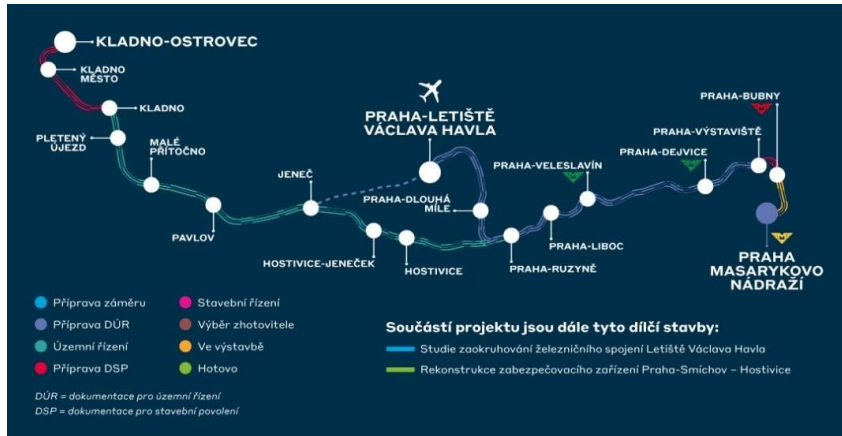 KLADNO-OSTROVEC
KLADNO
MĚSTO
KLADNO
PLETENÝ
ÚJEZD
MALÉ
PŘÍTOČNO
PAVLOV
JENEČ
HOSTIVICE-JENEČEK
HOSTIVICE
PRAHA-LETIŠTĚ
VÁCLAVA HAVLA
PRAHA-DLOUHÁ
MÍLE
PRAHA-RUZYNĚ
PRAHA-LIBOC
PRAHA-VELESLAVÍN
PRAHA-DEJVICE
PRAHA-VÝSTAVIŠTĚ
PRAHA-BUBNY
PRAHA
MASARYKOVO
NÁDRAŽÍ
Příprava záměru
Příprava DÚR
Územní řízení
Příprava DSP
Stavební řízení
Výběr zhotovitele
Ve výstavbě
Hotovo
DÚR = dokumentace pro územní řízení
DSP = dokumentace pro stavební povolení
Součástí projektu jsou dále tyto dílčí stavby:
Studie zaokruhování železničního spojení Letiště Václava Havla
Rekonstrukce zabezpečovacího zařízení Praha-Smíchov – Hostivice